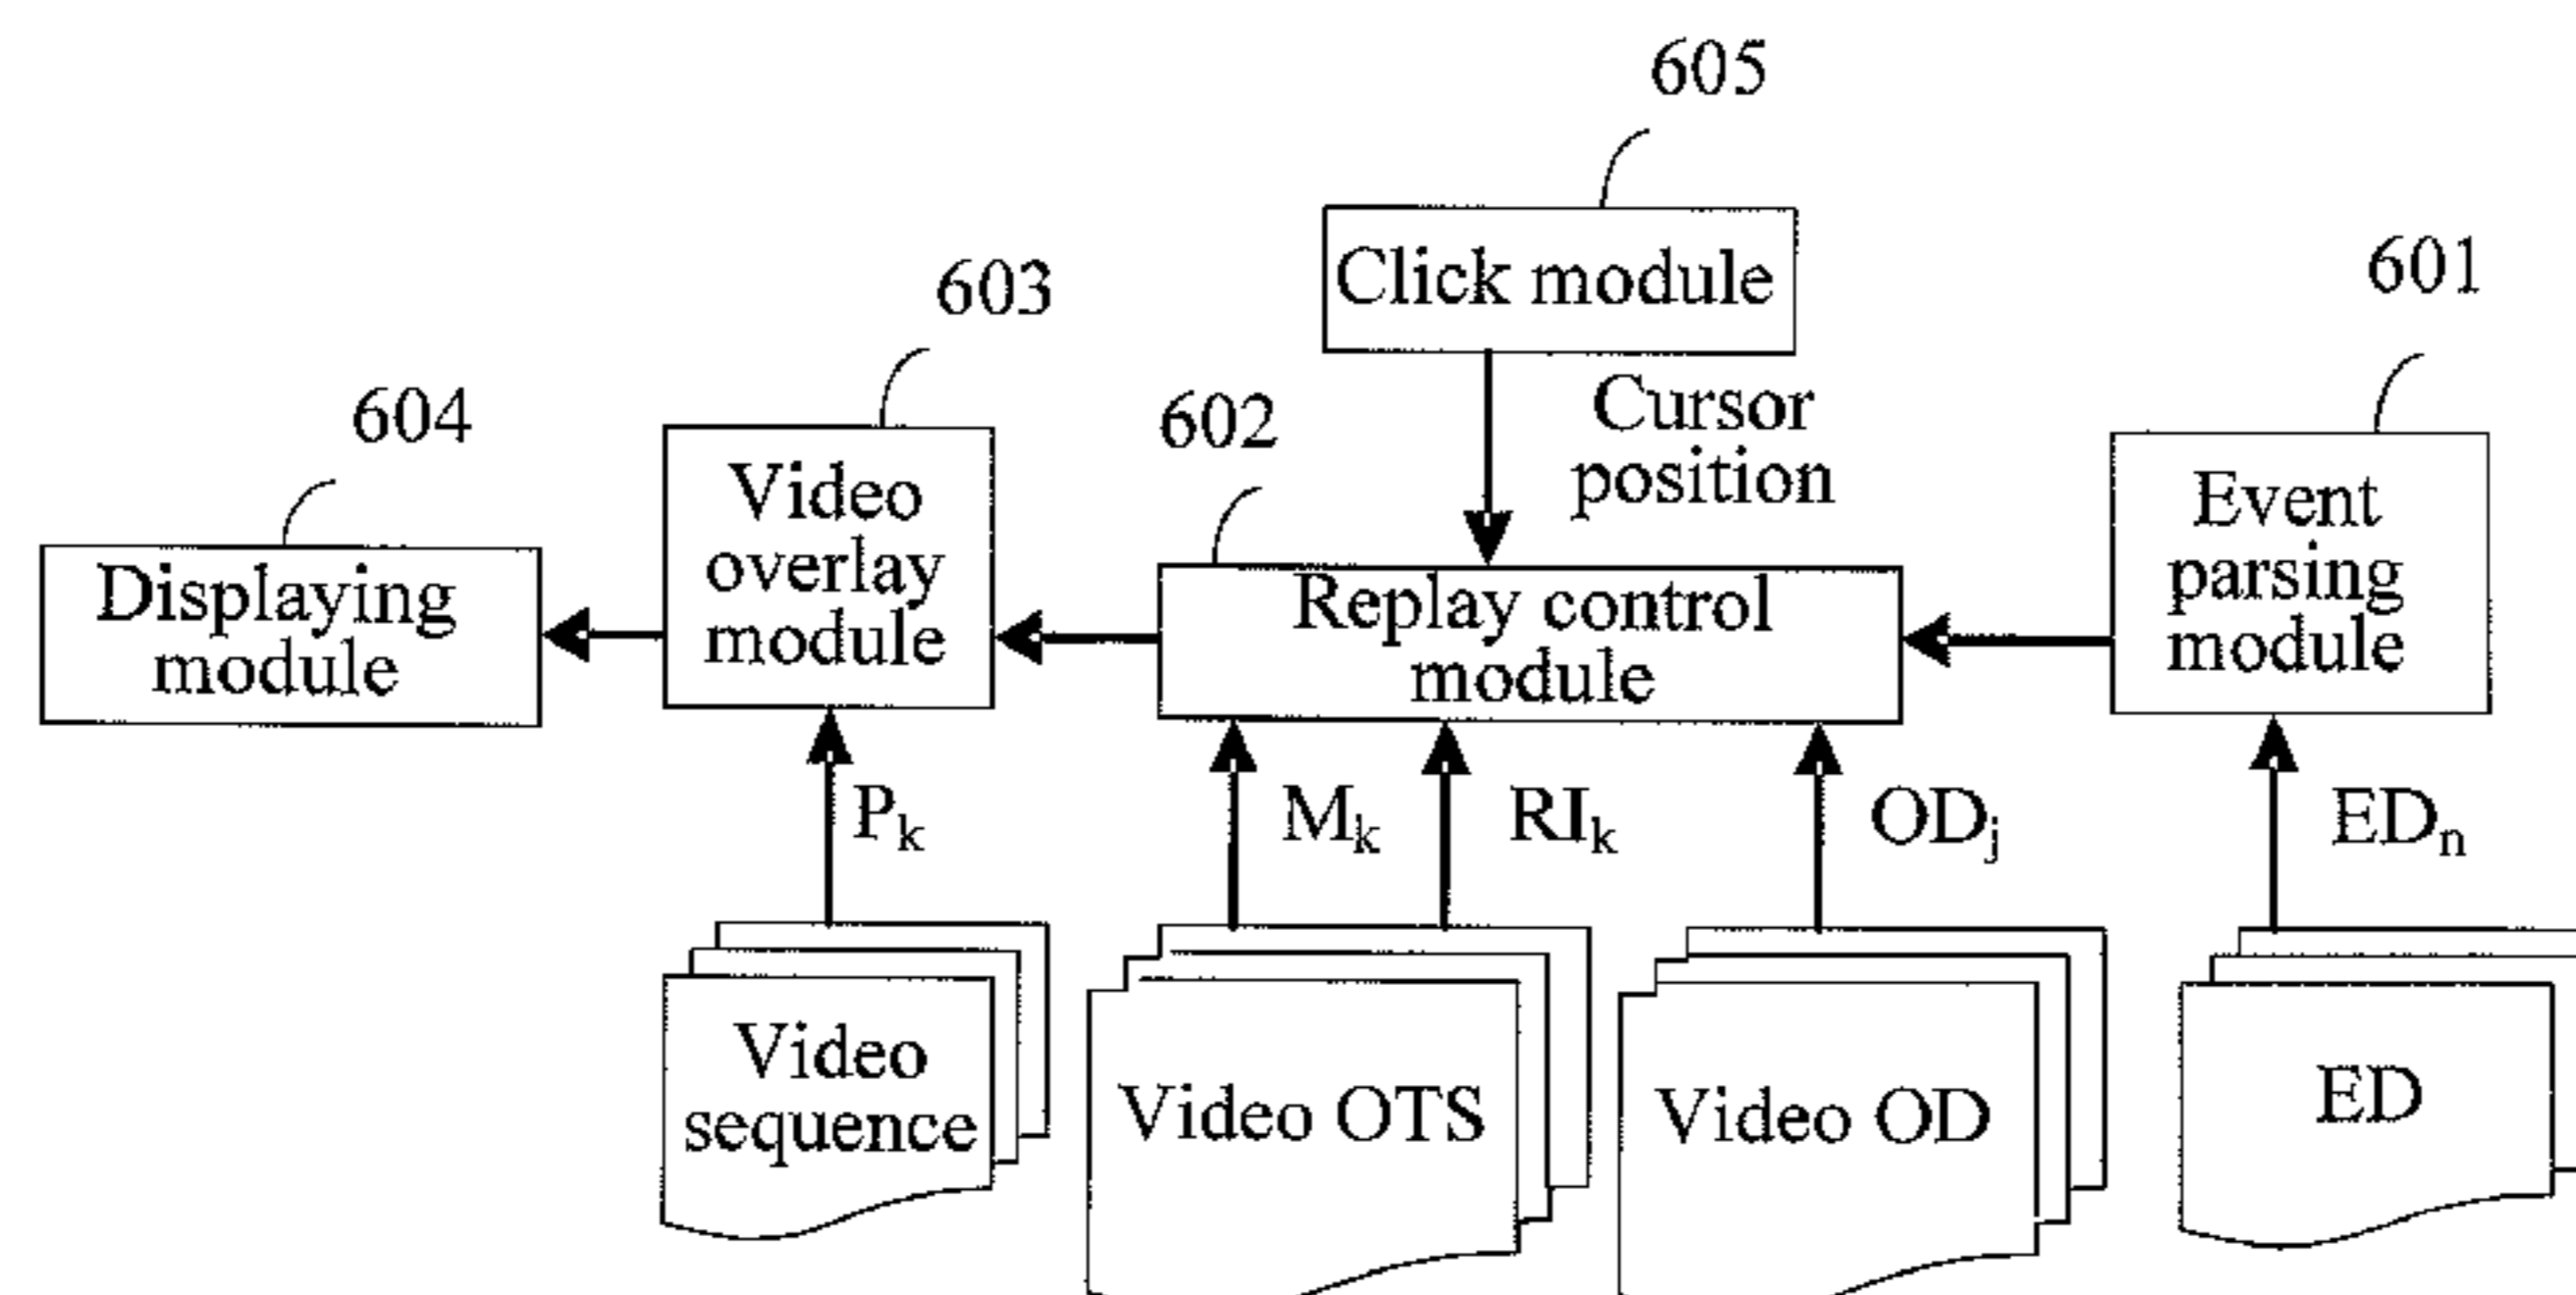 605
Click module
601
603
Cursor
position
604
602
Video
overlay
module
Event
parsing
module
Displaying
module
Replay control
module
Pk
Mk
RIk
ODj
EDn
Video
sequence
Video OTS
Video OD
ED